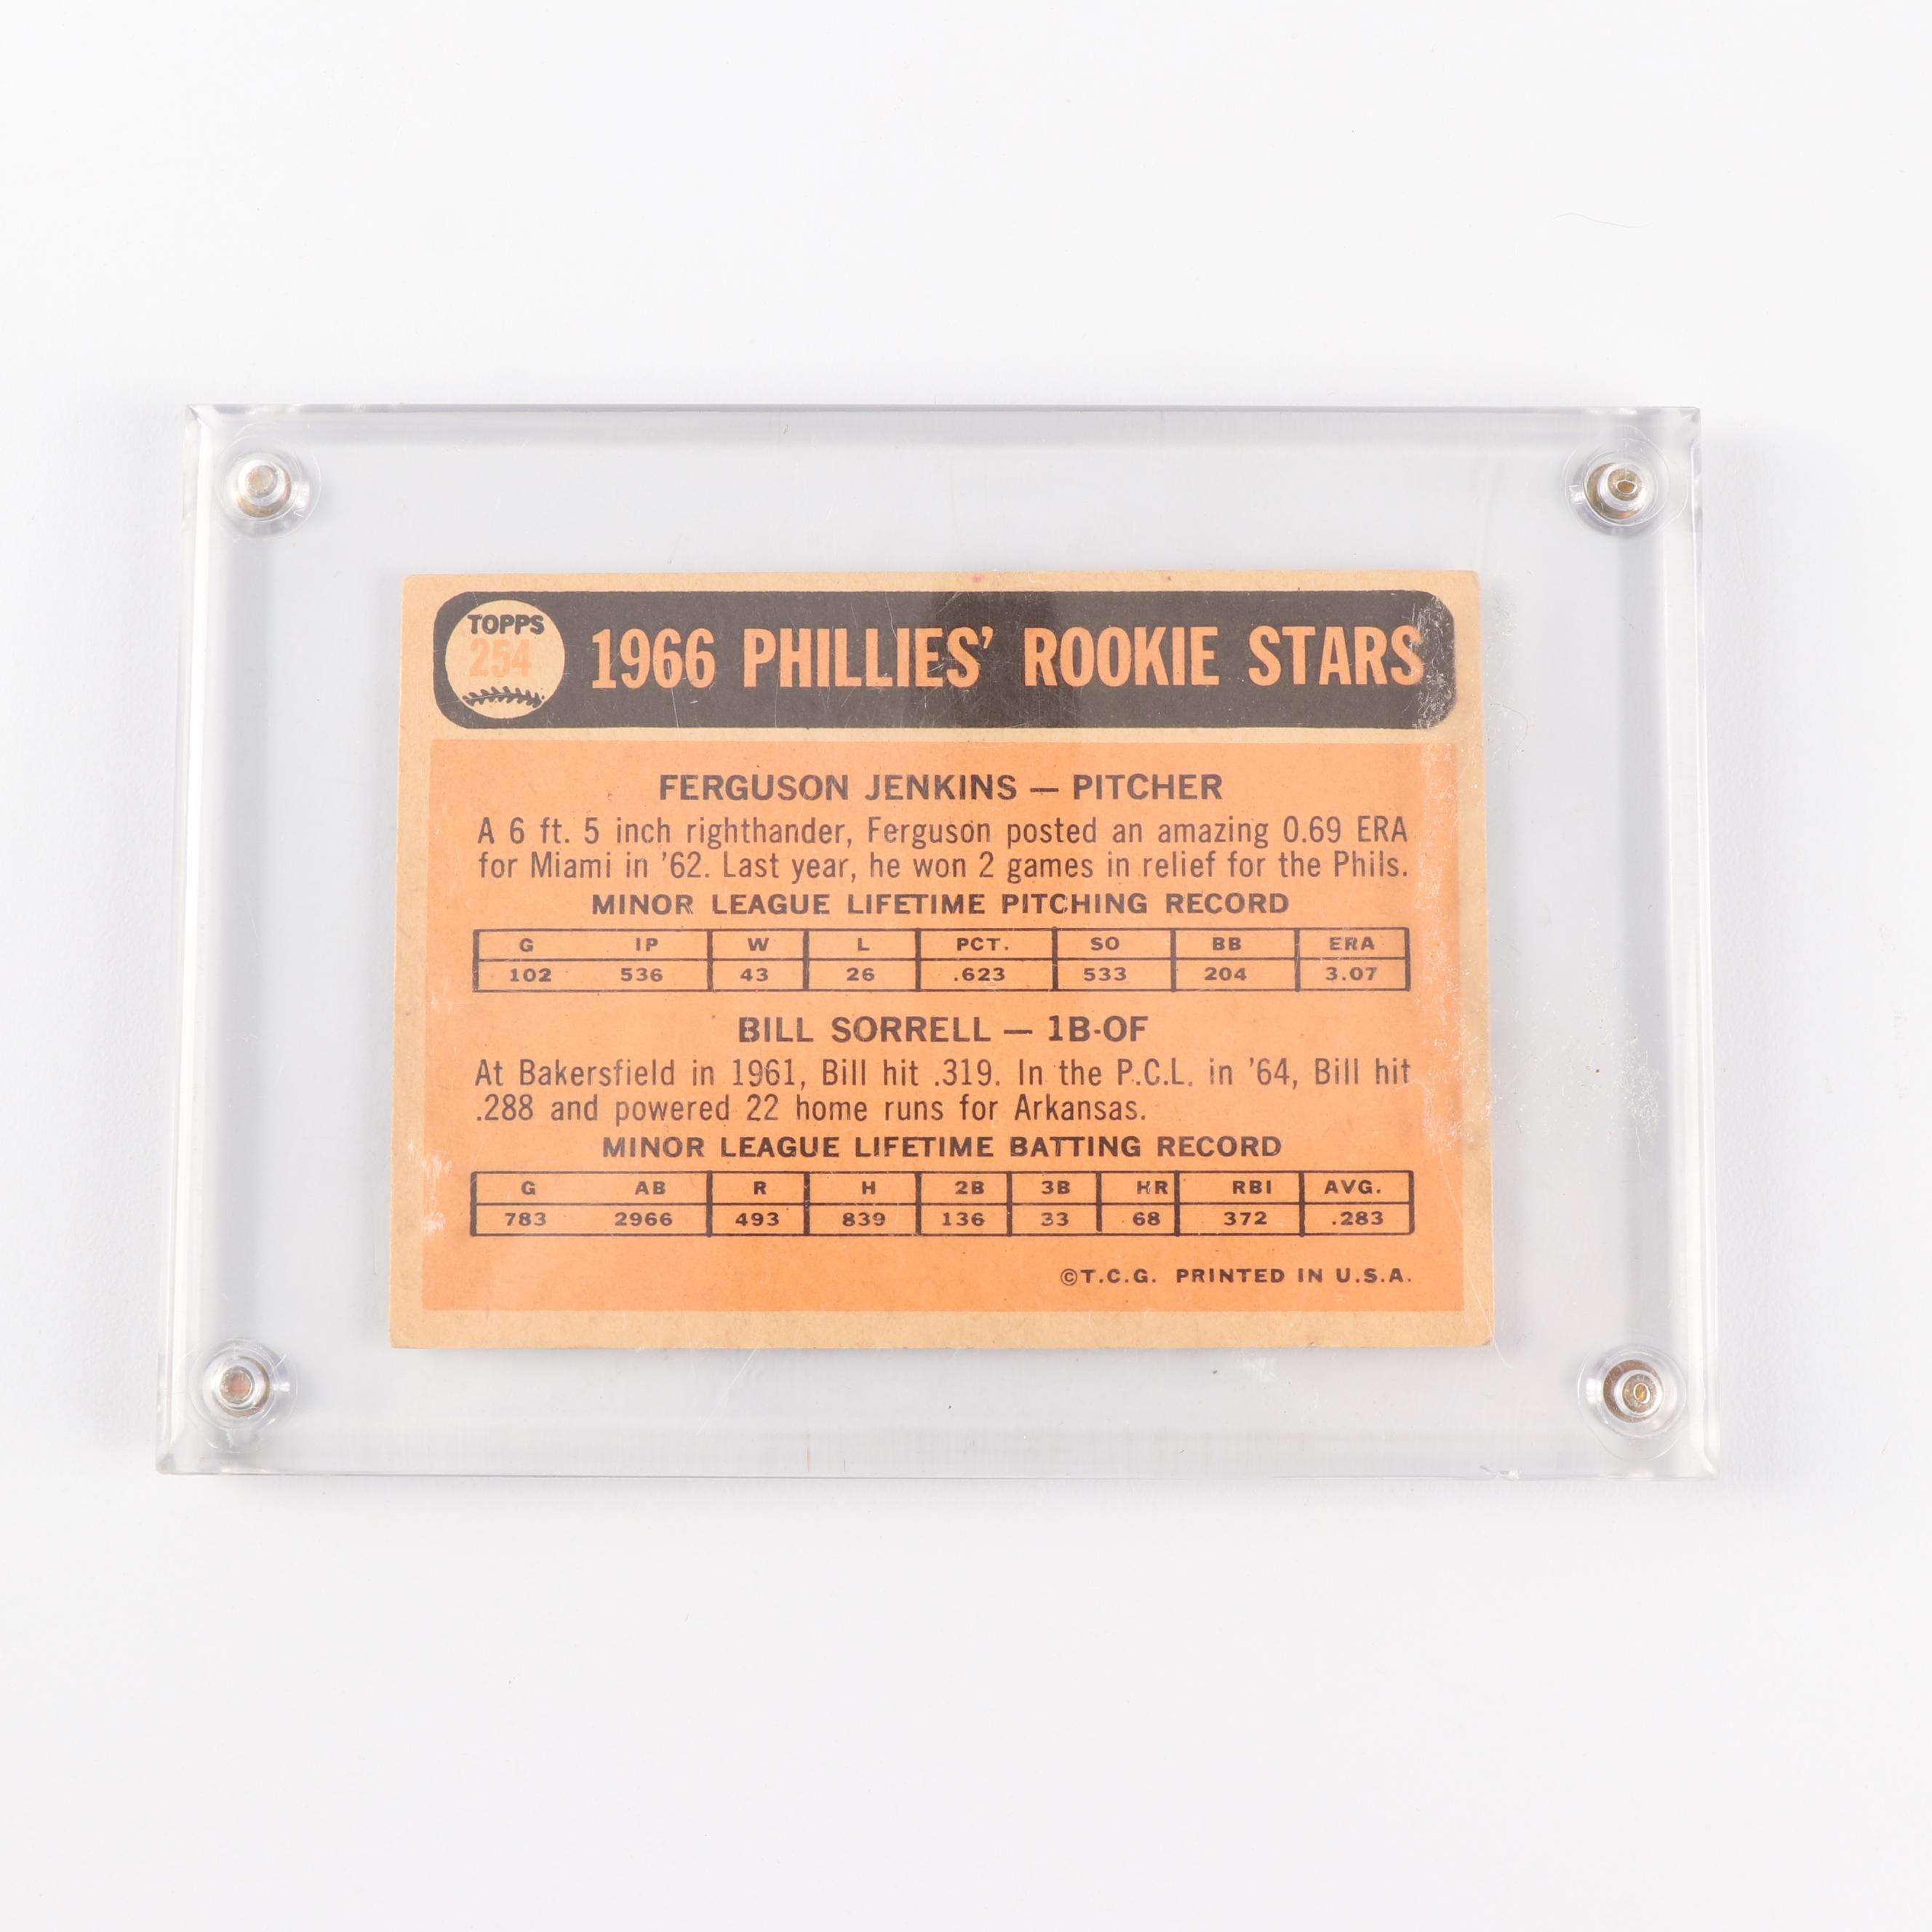 TOPPS
254
1966 PHILLIES' ROOKIE STARS
FERGUSON JENKINS — PITCHER
A 6 ft. 5 inch righthander, Ferguson posted an amazing 0.69 ERA
for Miami in '62. Last year, he won 2 games in relief for the Phils.
MINOR LEAGUE LIFETIME PITCHING RECORD
G IP W L PCT. SO BB ERA
102 536 43 26 .623 533 204 3.07
BILL SORRELL — 1B-OF
At Bakersfield in 1961, Bill hit .319. In the P.C.L. in '64, Bill hit
.288 and powered 22 home runs for Arkansas.
MINOR LEAGUE LIFETIME BATTING RECORD
G AB R H 2B 3B HR RBI AVG.
783 2966 493 839 136 33 68 372 .283
©T.C.G. PRINTED IN U.S.A.